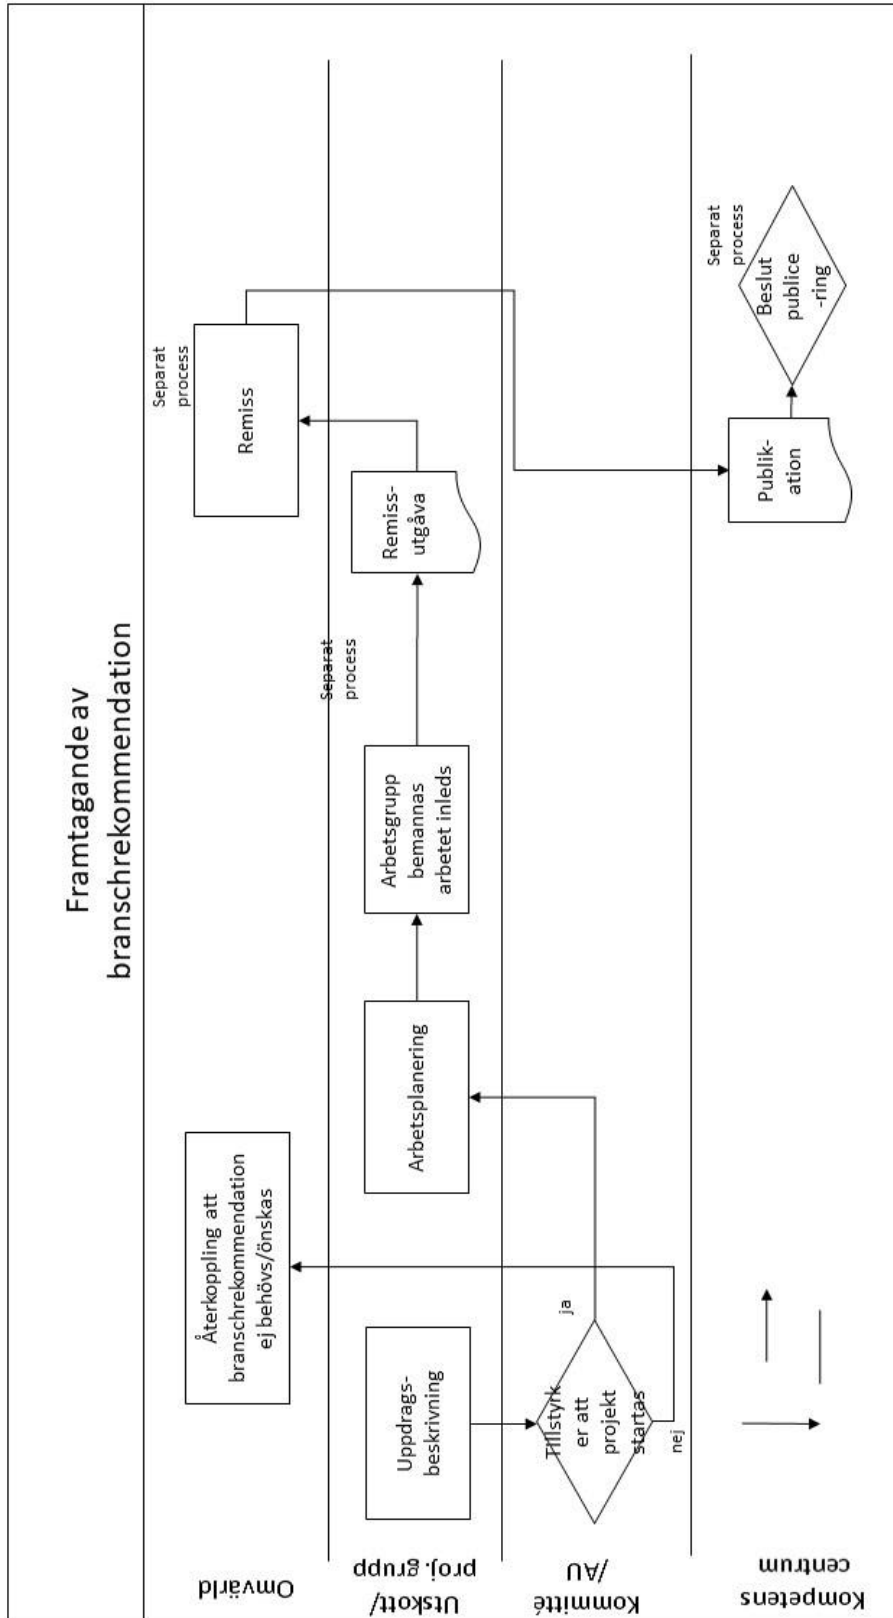 Framtagande av
branschrekommendation
Omvärld
Återkoppling att
branschrekommendation
ej behövs/önskas
Separat
process
Remiss
Utskott/
proj.grupp
Uppdrags-
beskrivning
Arbetsplanering
Arbetsgrupp
bemannas
arbetet inleds
Separat
process
Remiss-
utgåva
Kommitté
/AU
Tillstyrk
er att
projekt
startas
ja
nej
Kompetens
centrum
Publik-
ation
Separat
process
Beslut
publice
-ring